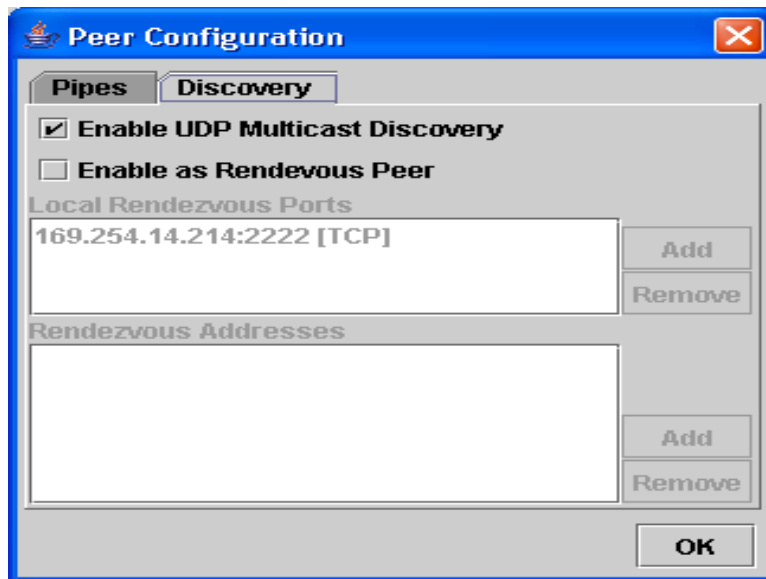 Peer Configuration
Pipes Discovery
Enable UDP Multicast Discovery
Enable as Rendevous Peer
Local Rendezvous Ports
169.254.14.214:2222 [TCP]
Add
Remove
Rendezvous Addresses
Add
Remove
OK